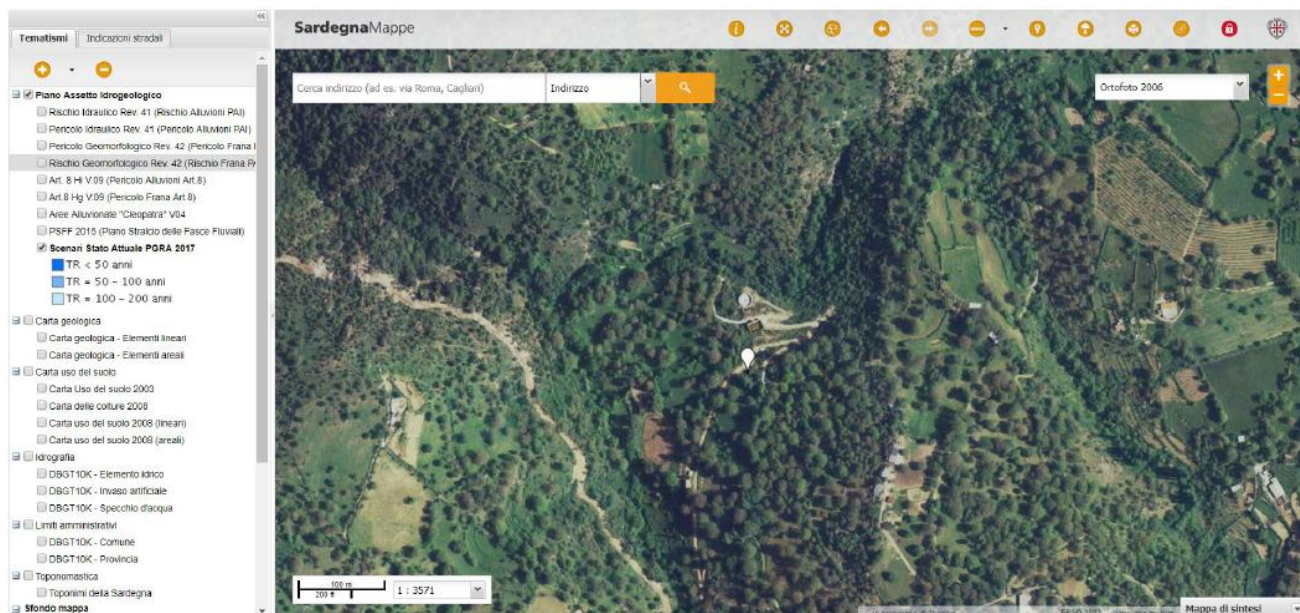 Tematismi
Indicazioni stradali
SardegnaMappe
Cerca indirizzo (ad es. via Roma, Cagliari)
Indirizzo
Ortofoto 2006
Piano Assetto Idrogeologico
Rischio Idraulico Rev. 41 (Rischio Alluvioni PAI)
Pericolo Idraulico Rev. 41 (Pericolo Alluvioni PAI)
Pericolo Geomorfologico Rev. 42 (Pericolo Frana
Rischio Geomorfologico Rev. 42 (Rischio Frana PA
Art. 8 Hi V.09 (Pericolo Alluvioni Art.8)
Art.8 Hg V.09 (Pericolo Frana Art.8)
Aree Alluvionate "Cleopatra" V04
PSFF 2015 (Piano Stralcio delle Fasce Fluviali)
Scenari Stato Attuale PGRA 2017
TR < 50 anni
TR = 50 - 100 anni
TR = 100 - 200 anni
Carta geologica
Carta geologica - Elementi lineari
Carta geologica - Elementi areali
Carta uso del suolo
Carta Uso del suolo 2003
Carta delle colture 2008
Carta uso del suolo 2008 (lineari)
Carta uso del suolo 2008 (areali)
Idrografia
DBGT10K - Elemento idrico
DBGT10K - Invaso artificiale
DBGT10K - Specchio d'acqua
Limiti amministrativi
DBGT10K - Comune
DBGT10K - Provincia
Toponomastica
Toponimi della Sardegna
Sfondo mappa
100 m
200 ft
1 : 3571
Mappa di sintesi